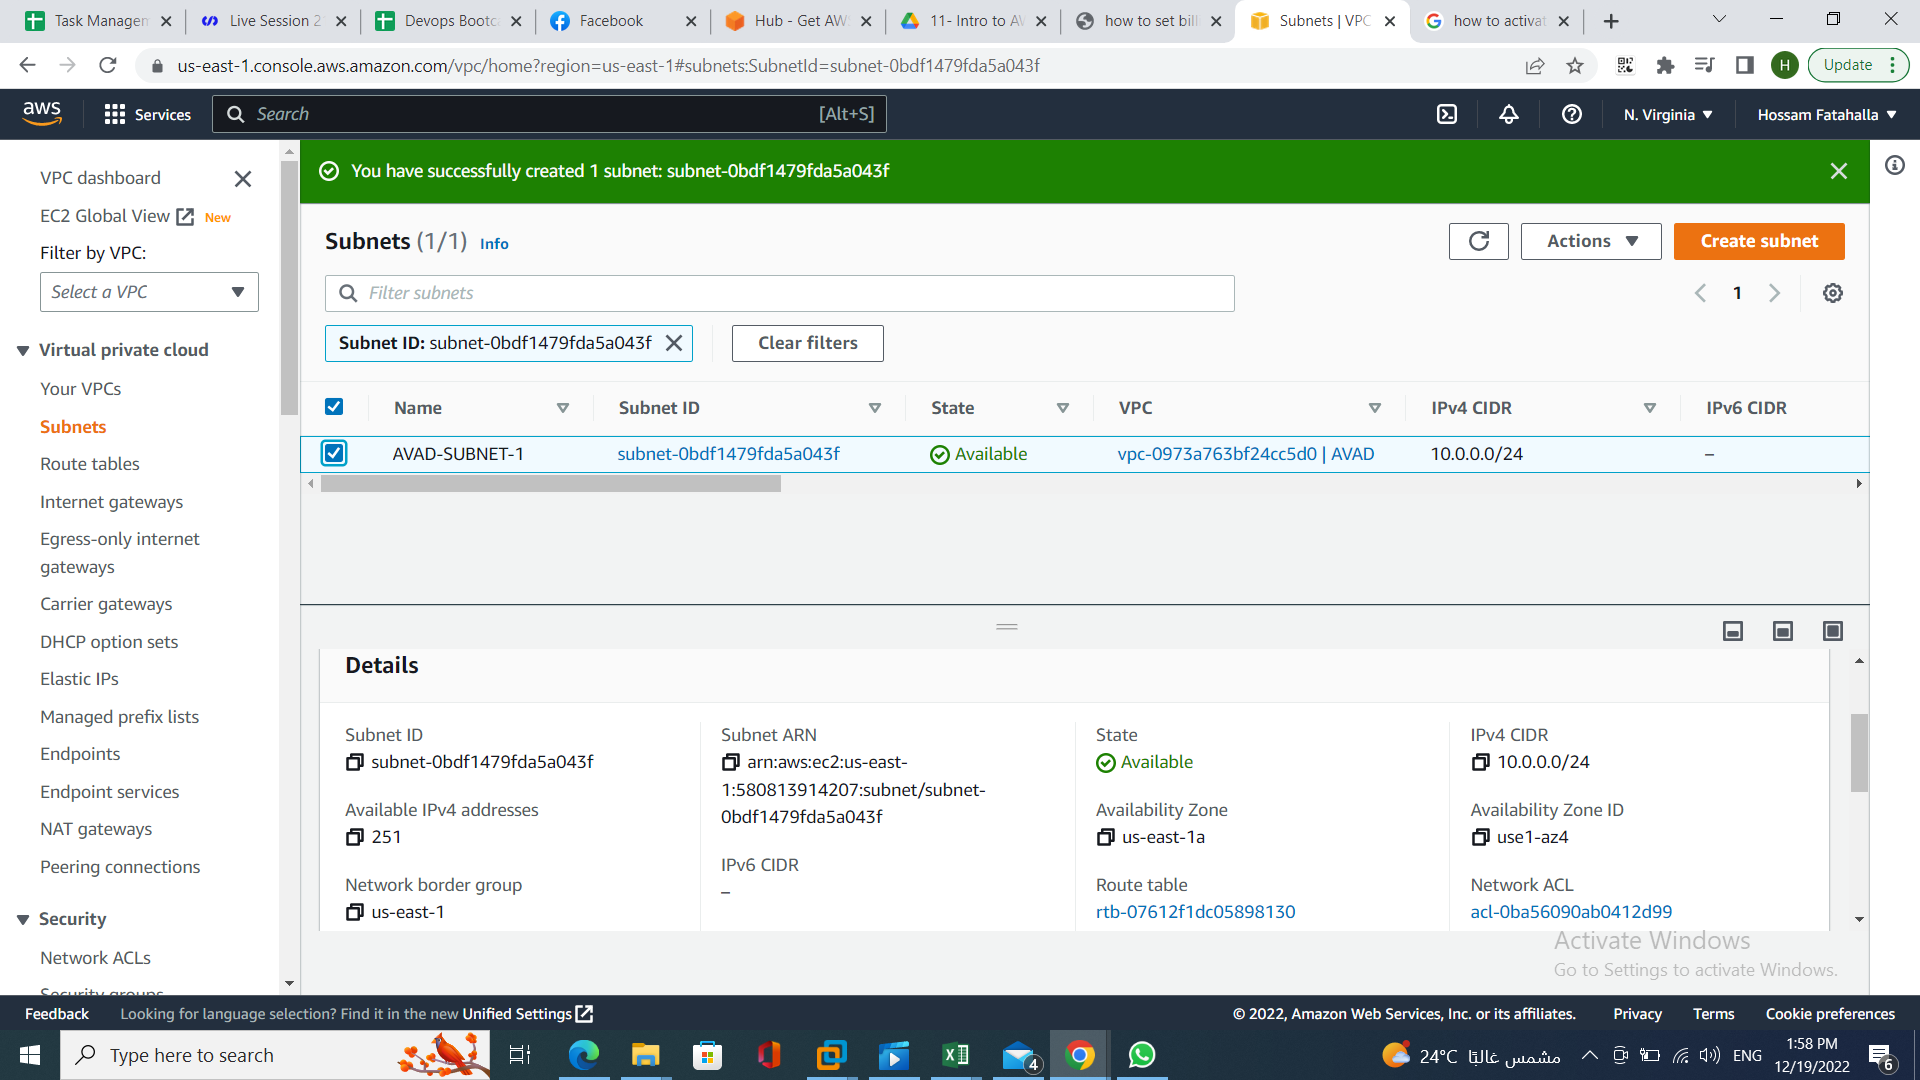 Task Managem
Live Session 2
Devops Bootc
Facebook
Hub - Get AW
11- Intro to AV
how to set bill
Subnets | VPC
how to activat
us-east-1.console.aws.amazon.com/vpc/home?region=us-east-1#subnets:SubnetId=subnet-0bdf1479fda5a043f
H
Update
aws
Services
Search
[Alt+S]
N. Virginia
Hossam Fatahalla
VPC dashboard
EC2 Global View New
Filter by VPC:
Select a VPC
Virtual private cloud
Your VPCs
Subnets
Route tables
Internet gateways
Egress-only internet
gateways
Carrier gateways
DHCP option sets
Elastic IPs
Managed prefix lists
Endpoints
Endpoint services
NAT gateways
Peering connections
Security
Network ACLs
Security groups
You have successfully created 1 subnet: subnet-0bdf1479fda5a043f
Subnets (1/1) Info
Actions
Create subnet
Filter subnets
1
Subnet ID: subnet-0bdf1479fda5a043f
Clear filters
Name Subnet ID State VPC IPv4 CIDR IPv6 CIDR
AVAD-SUBNET-1 subnet-0bdf1479fda5a043f Available vpc-0973a763bf24cc5d0 | AVAD 10.0.0.0/24 –
Details
Subnet ID
subnet-0bdf1479fda5a043f
Available IPv4 addresses
251
Network border group
us-east-1
Subnet ARN
arn:aws:ec2:us-east-
1:580813914207:subnet/subnet-
0bdf1479fda5a043f
IPv6 CIDR
–
State
Available
Availability Zone
us-east-1a
Route table
rtb-07612f1dc05898130
IPv4 CIDR
10.0.0.0/24
Availability Zone ID
use1-az4
Network ACL
acl-0ba56090ab0412d99
Activate Windows
Go to Settings to activate Windows.
Feedback
Looking for language selection? Find it in the new Unified Settings
© 2022, Amazon Web Services, Inc. or its affiliates.
Privacy
Terms
Cookie preferences
Type here to search
4
24°C مشمس غالبًا
ENG
1:58 PM
12/19/2022
6